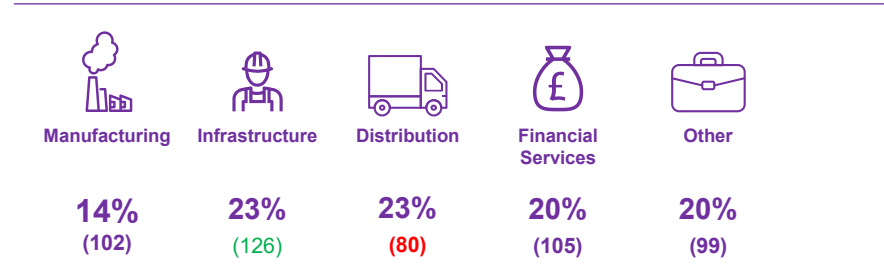 £
Manufacturing Infrastructure Distribution Financial Services Other
14% 23% 23% 20% 20%
(102) (126) (80) (105) (99)